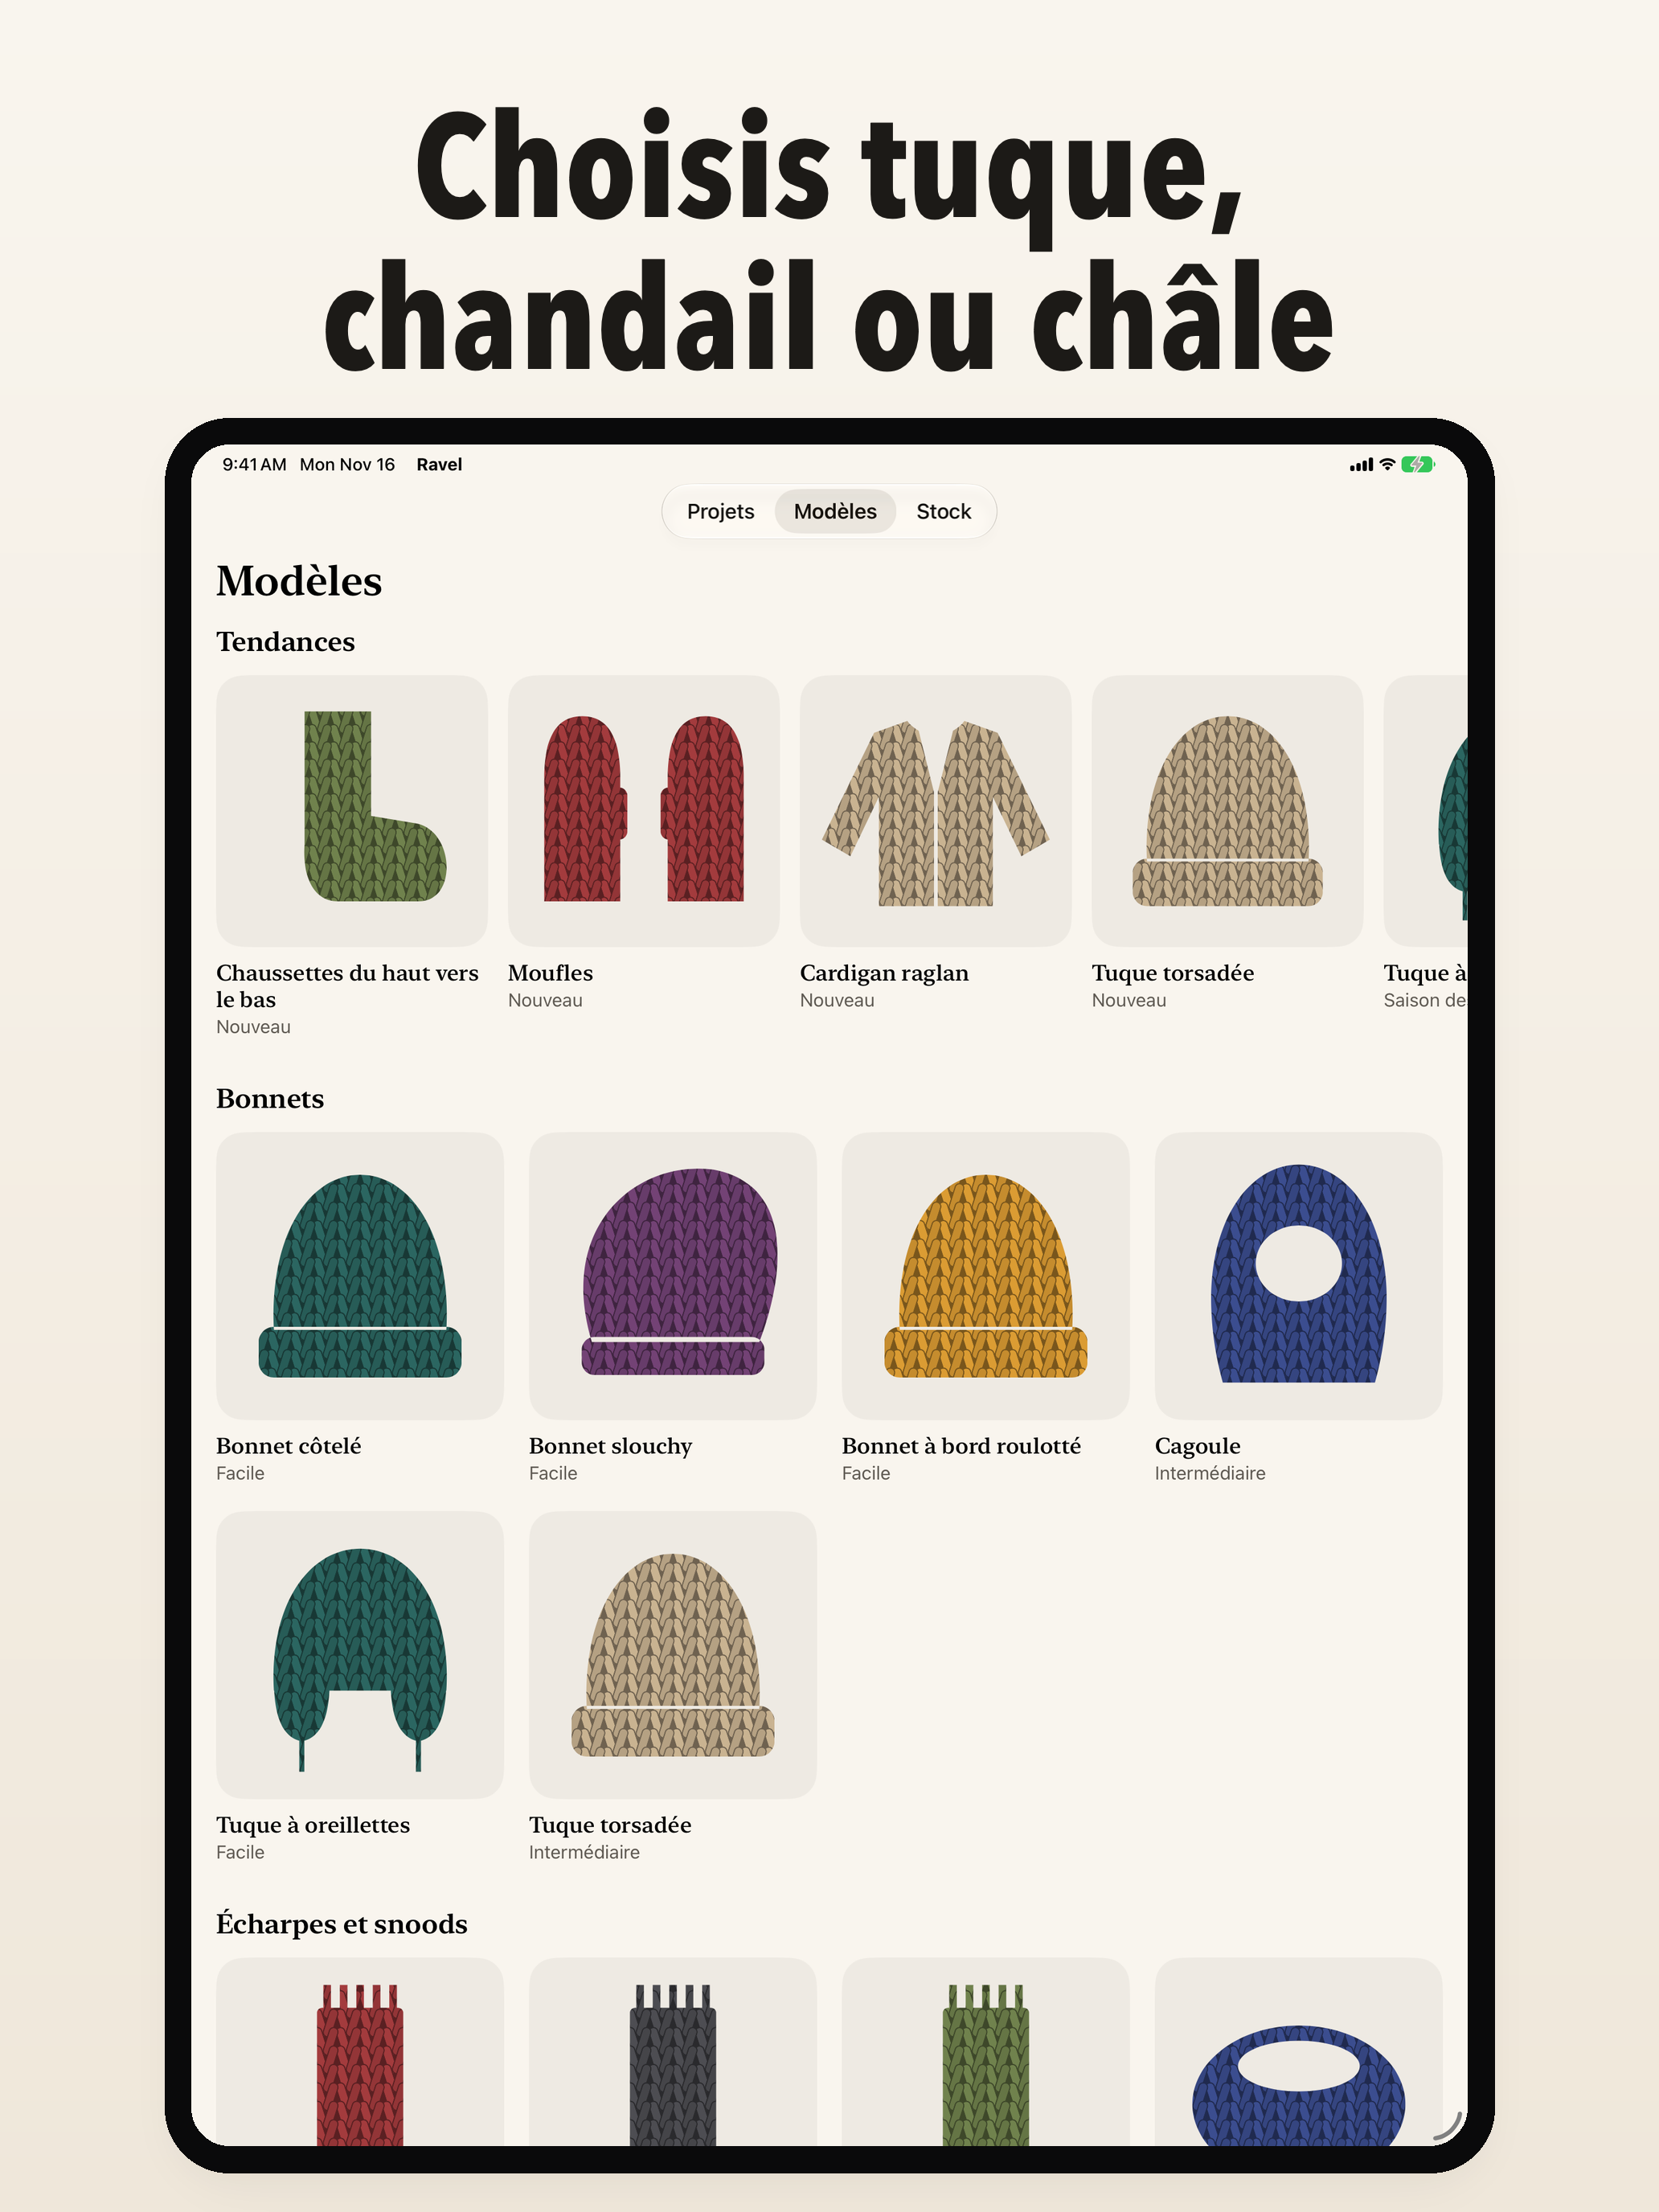 Choisis tuque,
chandail ou châle
9:41 AM Mon Nov 16 Ravel
Projets Modèles Stock
Modèles
Tendances
Chaussettes du haut vers
le bas
Nouveau
Moufles
Nouveau
Cardigan raglan
Nouveau
Tuque torsadée
Nouveau
Tuque à
Saison de
Bonnets
Bonnet côtelé
Facile
Bonnet slouchy
Facile
Bonnet à bord roulotté
Facile
Cagoule
Intermédiaire
Tuque à oreillettes
Facile
Tuque torsadée
Intermédiaire
Écharpes et snoods